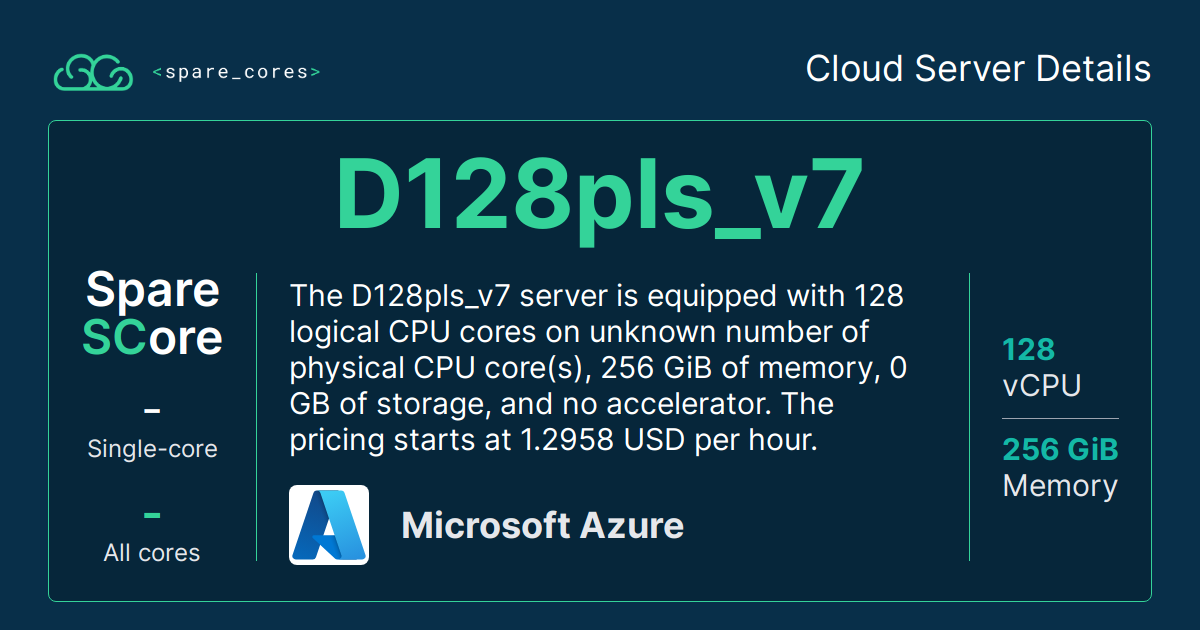 <spare_cores>
Cloud Server Details
D128pls_v7
Spare
SCore
-
Single-core
-
All cores
The D128pls_v7 server is equipped with 128
logical CPU cores on unknown number of
physical CPU core(s), 256 GiB of memory, 0
GB of storage, and no accelerator. The
pricing starts at 1.2958 USD per hour.
Microsoft Azure
128
vCPU
256 GiB
Memory